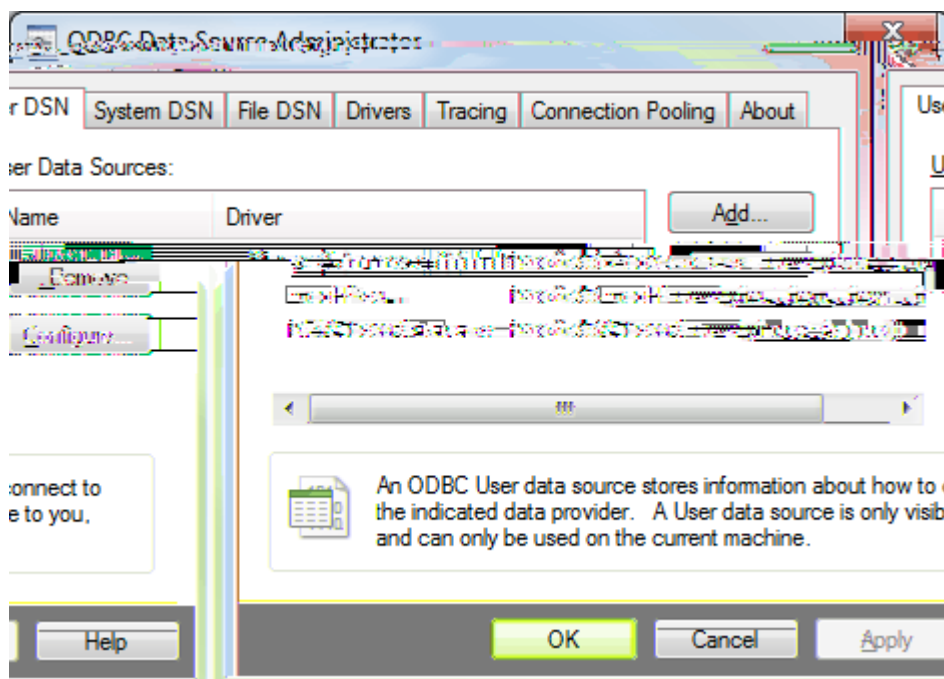 ODBC Data Source Administrator
r DSN System DSN File DSN Drivers Tracing Connection Pooling About Use
ser Data Sources: U
Name Driver Add...
Remove
Configure...
onnect to An ODBC User data source stores information about how to
e to you, the indicated data provider. A User data source is only visib
and can only be used on the current machine.
Help OK Cancel Apply